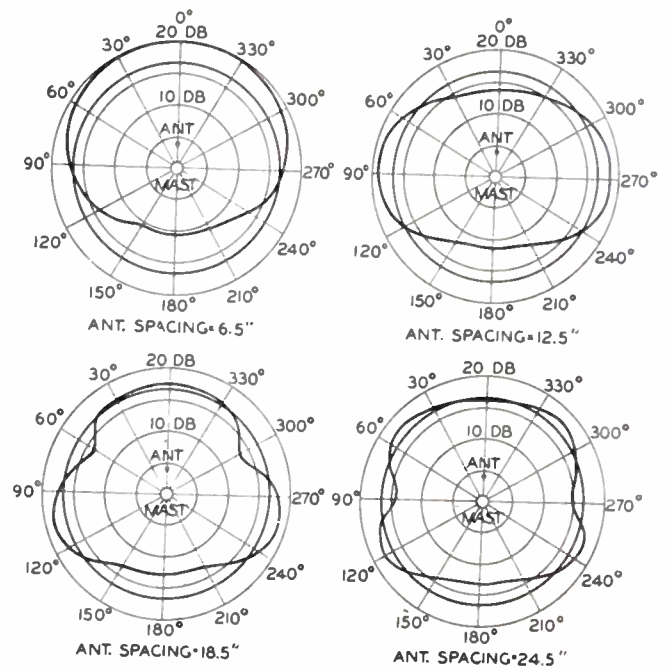 0°
20 DB
30°
330°
60°
300°
10 DB
ANT
90°
270°
MAST
120°
240°
150°
210°
180°
ANT. SPACING=6.5"
0°
20 DB
30°
330°
60°
300°
10 DB
ANT
90°
270°
MAST
120°
240°
150°
210°
180°
ANT. SPACING=12.5"
20 DB
30°
330°
60°
300°
10 DB
ANT
90°
270°
MAST
120°
240°
150°
210°
180°
ANT. SPACING=18.5"
20 DB
30°
330°
60°
300°
10 DB
ANT
90°
270°
MAST
120°
240°
150°
210°
180°
ANT. SPACING=24.5"